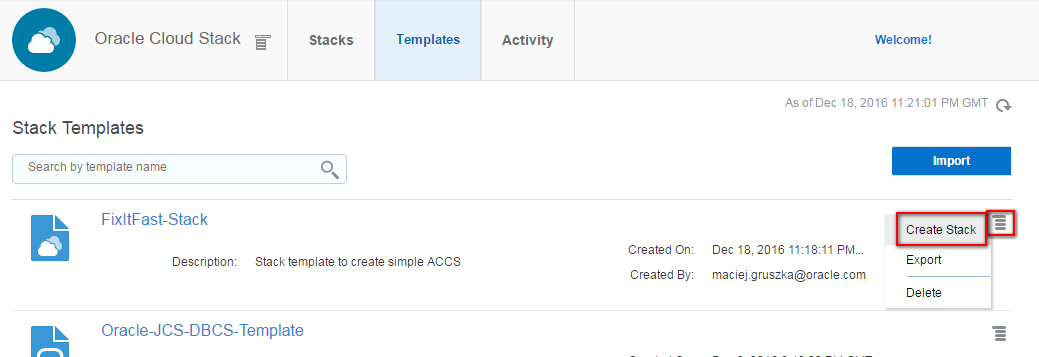 Oracle Cloud Stack
Stacks
Templates
Activity
Welcome!
As of Dec 18, 2016 11:21:01 PM GMT
Stack Templates
Search by template name
Import
FixItFast-Stack
Create Stack
Description: Stack template to create simple ACCS
Created On: Dec 18, 2016 11:18:11 PM...
Created By: maciej.gruszka@oracle.com
Export
Delete
Oracle-JCS-DBCS-Template